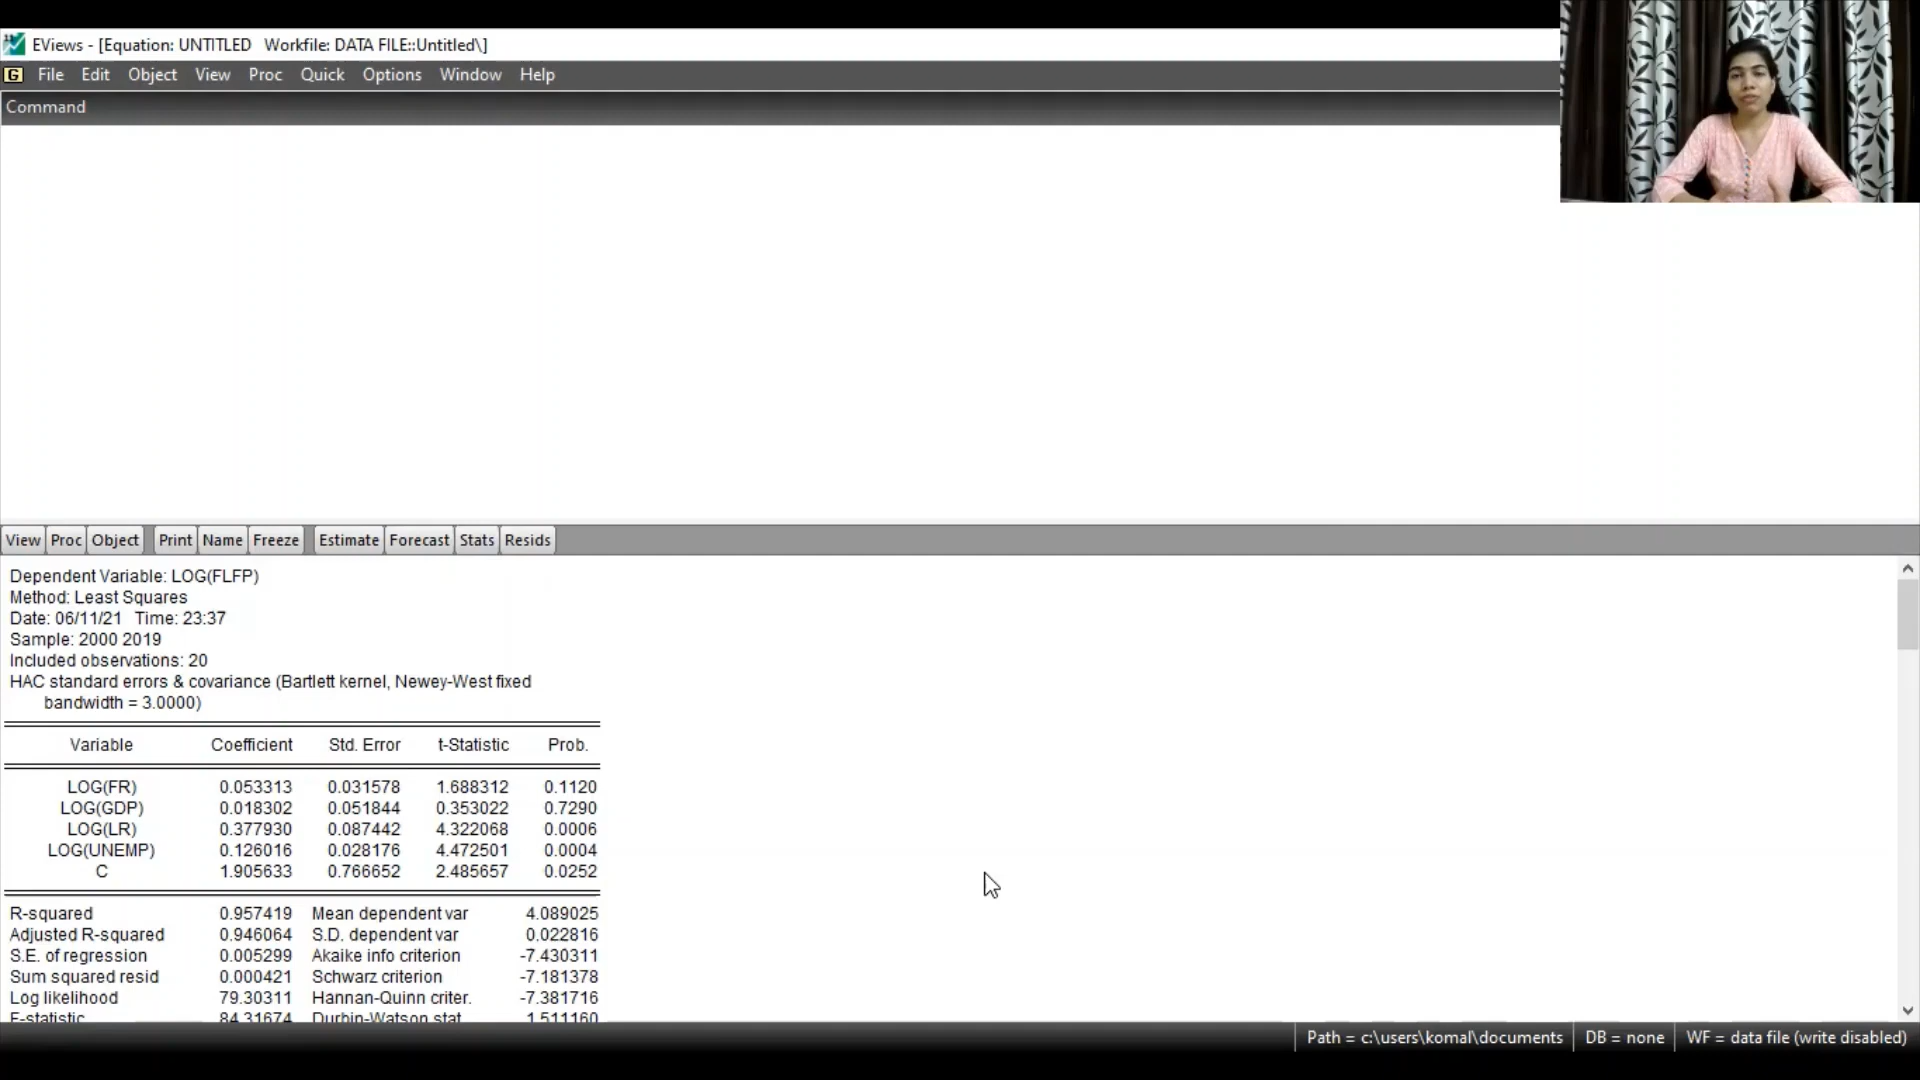 EViews - [Equation: UNTITLED   Workfile: DATA FILE::Untitled\]
G File Edit Object View Proc Quick Options Window Help
Command
View Proc Object Print Name Freeze Estimate Forecast Stats Resids
Dependent Variable: LOG(FLFP)
Method: Least Squares
Date: 06/11/21   Time: 23:37
Sample: 2000 2019
Included observations: 20
HAC standard errors & covariance (Bartlett kernel, Newey-West fixed
bandwidth = 3.0000)
Variable Coefficient Std. Error t-Statistic Prob.
LOG(FR) 0.053313 0.031578 1.688312 0.1120
LOG(GDP) 0.018302 0.051844 0.353022 0.7290
LOG(LR) 0.377930 0.087442 4.322068 0.0006
LOG(UNEMP) 0.126016 0.028176 4.472501 0.0004
C 1.905633 0.766652 2.485657 0.0252
R-squared 0.957419 Mean dependent var 4.089025
Adjusted R-squared 0.946064 S.D. dependent var 0.022816
S.E. of regression 0.005299 Akaike info criterion -7.430311
Sum squared resid 0.000421 Schwarz criterion -7.181378
Log likelihood 79.30311 Hannan-Quinn criter. -7.381716
F-statistic 84.31674 Durbin-Watson stat 1.511160
Path = c:\users\komal\documents DB = none WF = data file (write disabled)